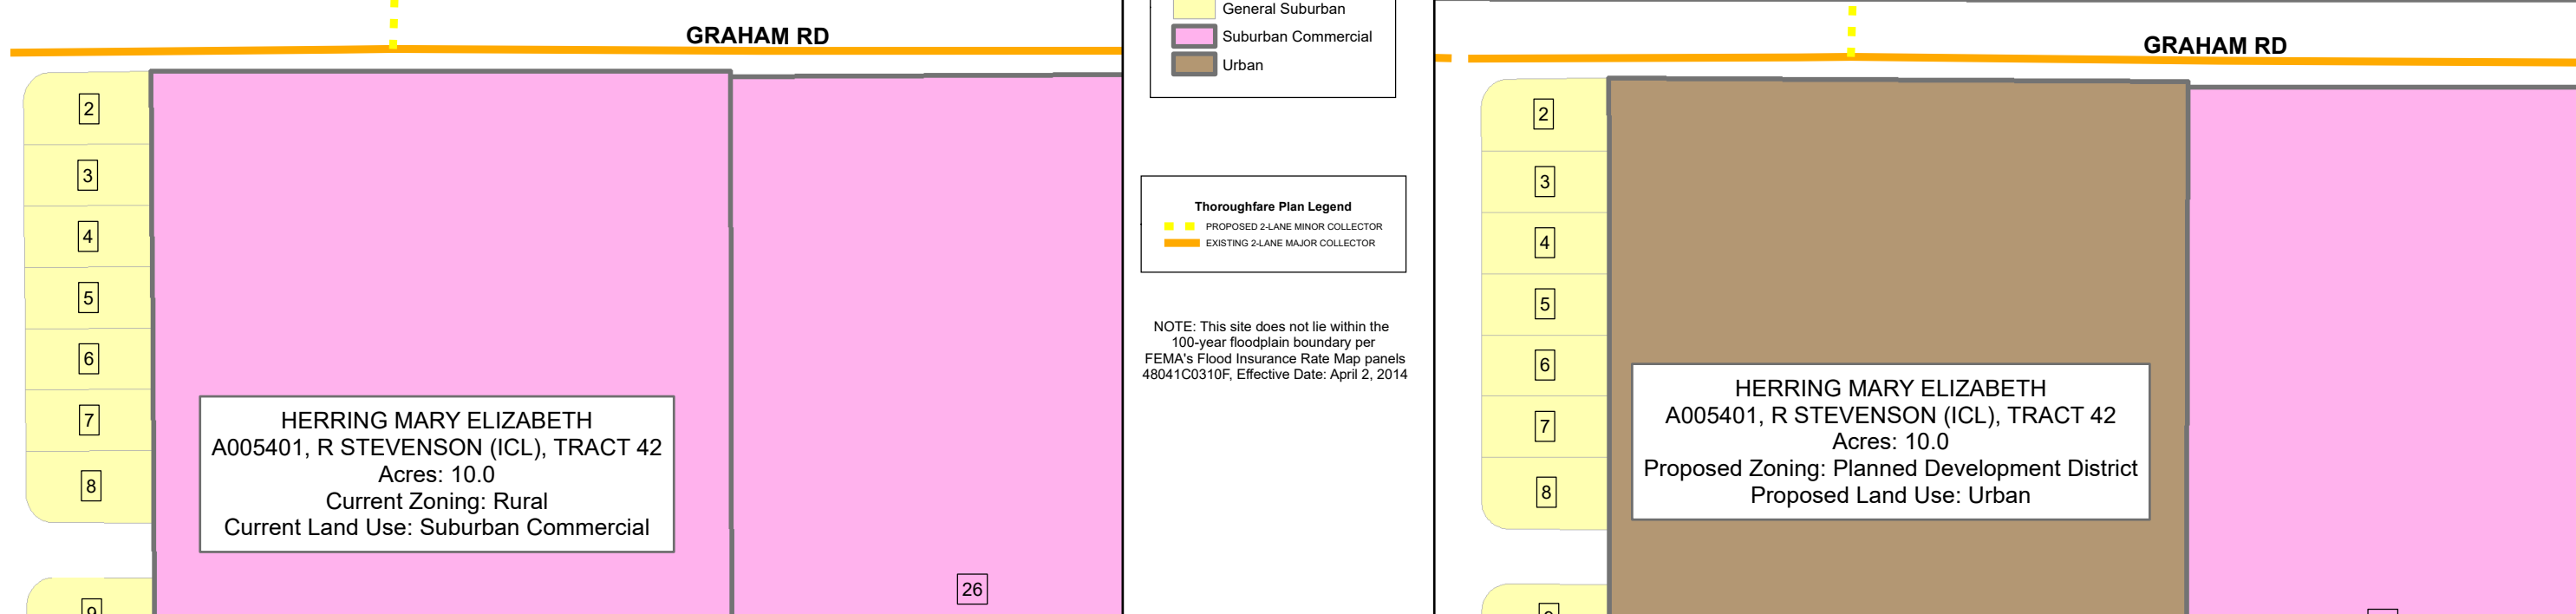 GRAHAM RD
2
3
4
5
6
7
8
9
HERRING MARY ELIZABETH
A005401, R STEVENSON (ICL), TRACT 42
Acres: 10.0
Current Zoning: Rural
Current Land Use: Suburban Commercial
26
General Suburban
Suburban Commercial
Urban
Thoroughfare Plan Legend
PROPOSED 2-LANE MINOR COLLECTOR
EXISTING 2-LANE MAJOR COLLECTOR
NOTE: This site does not lie within the
100-year floodplain boundary per
FEMA's Flood Insurance Rate Map panels
48041C0310F, Effective Date: April 2, 2014
GRAHAM RD
2
3
4
5
6
7
8
HERRING MARY ELIZABETH
A005401, R STEVENSON (ICL), TRACT 42
Acres: 10.0
Proposed Zoning: Planned Development District
Proposed Land Use: Urban